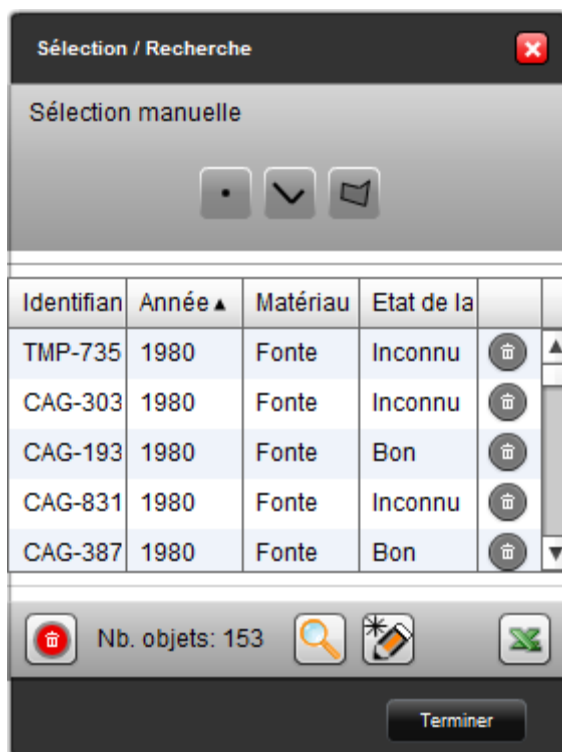 Sélection / Recherche
Sélection manuelle
Identifian Année Matériau Etat de la
TMP-735 1980 Fonte Inconnu
CAG-303 1980 Fonte Inconnu
CAG-193 1980 Fonte Bon
CAG-831 1980 Fonte Inconnu
CAG-387 1980 Fonte Bon
Nb. objets: 153
Terminer